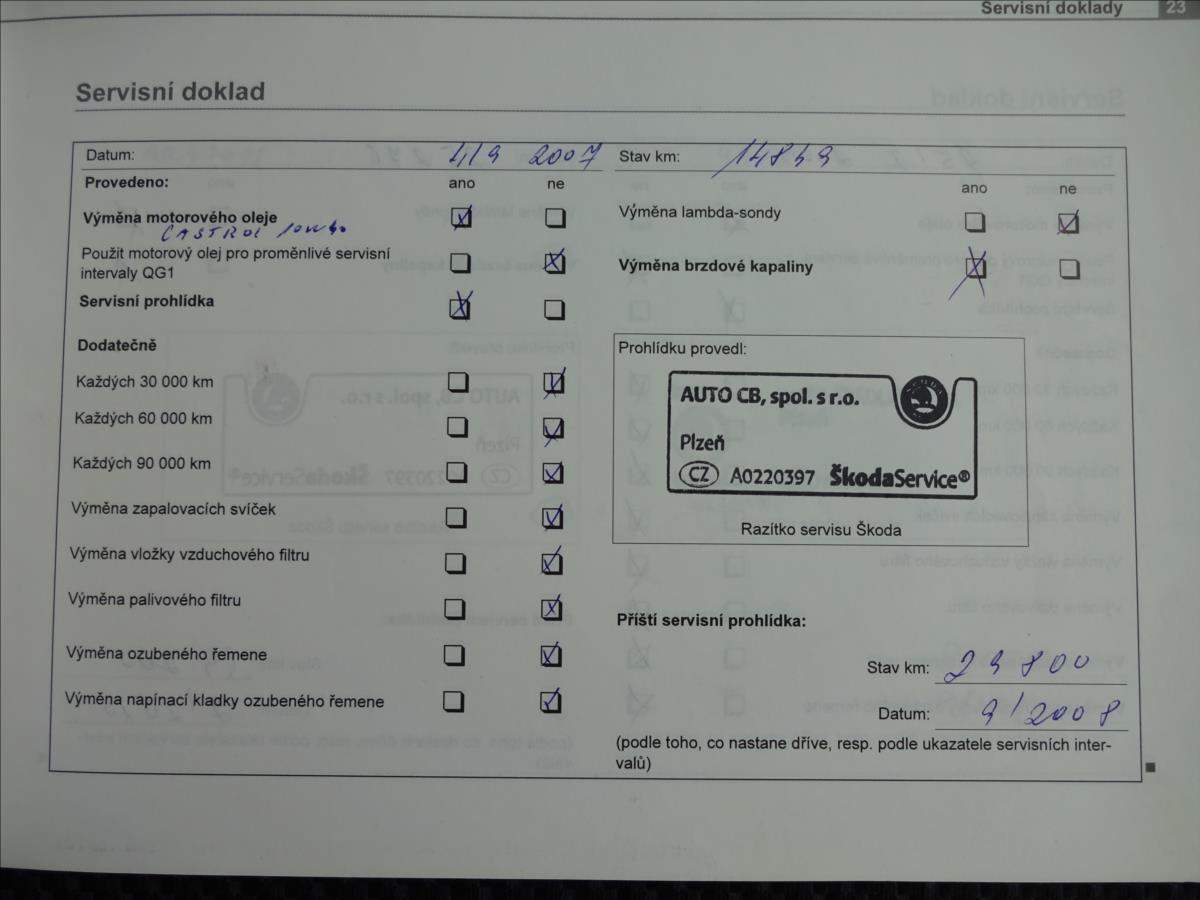 Servisní doklady 23
Servisní doklad
Datum: 4/9 2007
Provedeno: ano ne
Výměna motorového oleje
CASTROL 10W40
Použit motorový olej pro proměnlivé servisní
intervaly QG1
Servisní prohlídka
Dodatečně
Každých 30 000 km
Každých 60 000 km
Každých 90 000 km
Výměna zapalovacích svíček
Výměna vložky vzduchového filtru
Výměna palivového filtru
Výměna ozubeného řemene
Výměna napínací kladky ozubeného řemene
Stav km: 14849
ano ne
Výměna lambda-sondy
Výměna brzdové kapaliny
Prohlídku provedl:
AUTO CB, spol. s r.o.
Plzeň
CZ A0220397 ŠkodaService®
Razítko servisu Škoda
Příští servisní prohlídka:
Stav km: 29800
Datum: 9/2008
(podle toho, co nastane dříve, resp. podle ukazatele servisních inter-
valů)